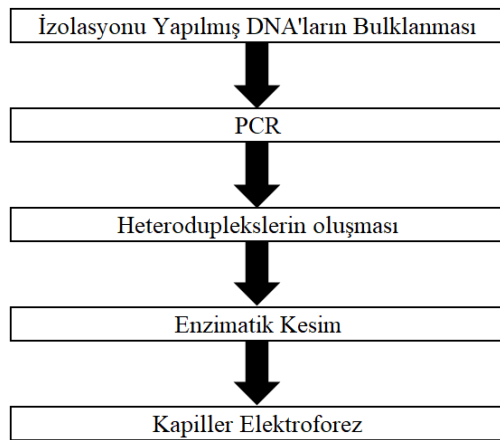 İzolasyonu Yapılmış DNA'ların Bulklanması
PCR
Heteroduplekslerin oluşması
Enzimatik Kesim
Kapiller Elektroforez